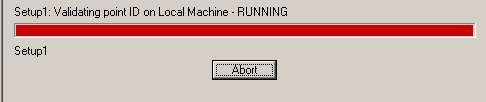 Setup1: Validating point ID on Local Machine - RUNNING
Setup1
Abort